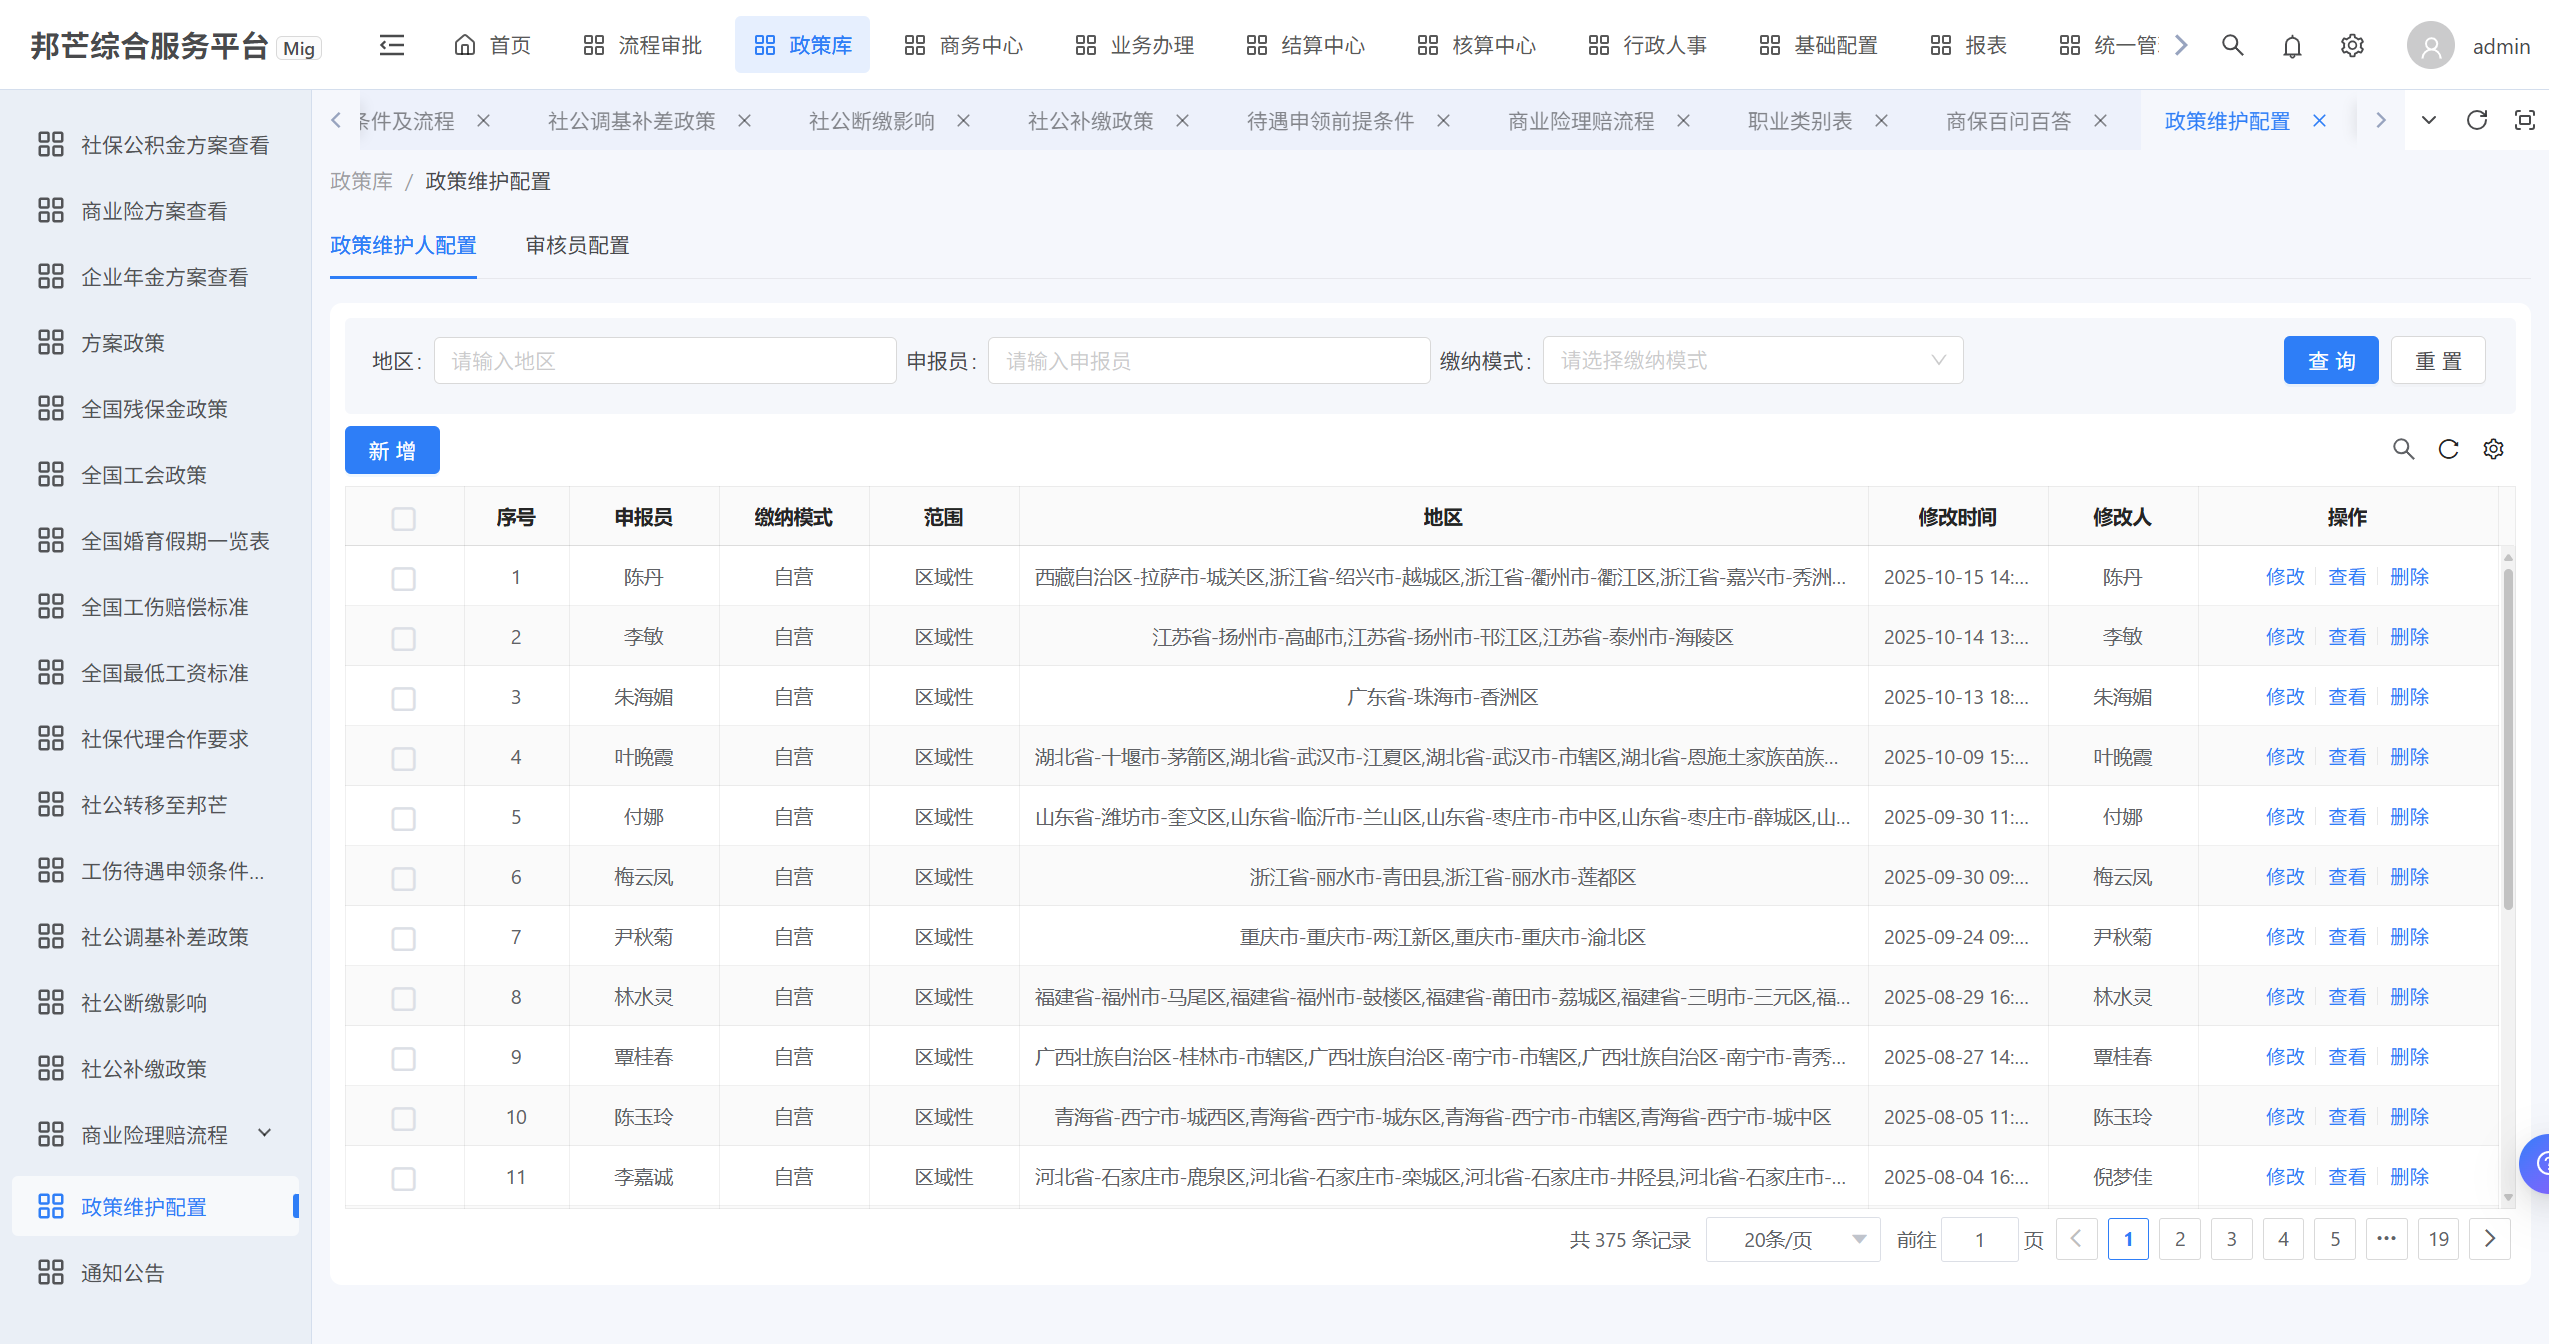 邦芒综合服务平台 Mig 首页 流程审批 政策库 商务中心 业务办理 结算中心 核算中心 行政人事 基础配置 报表 统一管 admin
条件及流程 社公调基补差政策 社公断缴影响 社公补缴政策 待遇申领前提条件 商业险理赔流程 职业类别表 商保百问百答 政策维护配置
社保公积金方案查看
商业险方案查看
企业年金方案查看
方案政策
全国残保金政策
全国工会政策
全国婚育假期一览表
全国工伤赔偿标准
全国最低工资标准
社保代理合作要求
社公转移至邦芒
工伤待遇申领条件...
社公调基补差政策
社公断缴影响
社公补缴政策
商业险理赔流程
政策维护配置
通知公告
政策库 / 政策维护配置
政策维护人配置 审核员配置
地区: 请输入地区 申报员: 请输入申报员 缴纳模式: 请选择缴纳模式 查 询 重 置
新 增
序号 申报员 缴纳模式 范围 地区 修改时间 修改人 操作
1 陈丹 自营 区域性 西藏自治区-拉萨市-城关区,浙江省-绍兴市-越城区,浙江省-衢州市-衢江区,浙江省-嘉兴市-秀洲... 2025-10-15 14:... 陈丹 修改 查看 删除
2 李敏 自营 区域性 江苏省-扬州市-高邮市,江苏省-扬州市-邗江区,江苏省-泰州市-海陵区 2025-10-14 13:... 李敏 修改 查看 删除
3 朱海媚 自营 区域性 广东省-珠海市-香洲区 2025-10-13 18:... 朱海媚 修改 查看 删除
4 叶晚霞 自营 区域性 湖北省-十堰市-茅箭区,湖北省-武汉市-江夏区,湖北省-武汉市-市辖区,湖北省-恩施土家族苗族... 2025-10-09 15:... 叶晚霞 修改 查看 删除
5 付娜 自营 区域性 山东省-潍坊市-奎文区,山东省-临沂市-兰山区,山东省-枣庄市-市中区,山东省-枣庄市-薛城区,山... 2025-09-30 11:... 付娜 修改 查看 删除
6 梅云凤 自营 区域性 浙江省-丽水市-青田县,浙江省-丽水市-莲都区 2025-09-30 09:... 梅云凤 修改 查看 删除
7 尹秋菊 自营 区域性 重庆市-重庆市-两江新区,重庆市-重庆市-渝北区 2025-09-24 09:... 尹秋菊 修改 查看 删除
8 林水灵 自营 区域性 福建省-福州市-马尾区,福建省-福州市-鼓楼区,福建省-莆田市-荔城区,福建省-三明市-三元区,福... 2025-08-29 16:... 林水灵 修改 查看 删除
9 覃桂春 自营 区域性 广西壮族自治区-桂林市-市辖区,广西壮族自治区-南宁市-市辖区,广西壮族自治区-南宁市-青秀... 2025-08-27 14:... 覃桂春 修改 查看 删除
10 陈玉玲 自营 区域性 青海省-西宁市-城西区,青海省-西宁市-城东区,青海省-西宁市-市辖区,青海省-西宁市-城中区 2025-08-05 11:... 陈玉玲 修改 查看 删除
11 李嘉诚 自营 区域性 河北省-石家庄市-鹿泉区,河北省-石家庄市-栾城区,河北省-石家庄市-井陉县,河北省-石家庄市-... 2025-08-04 16:... 倪梦佳 修改 查看 删除
共 375 条记录 20条/页 前往 1 页 1 2 3 4 5 ••• 19